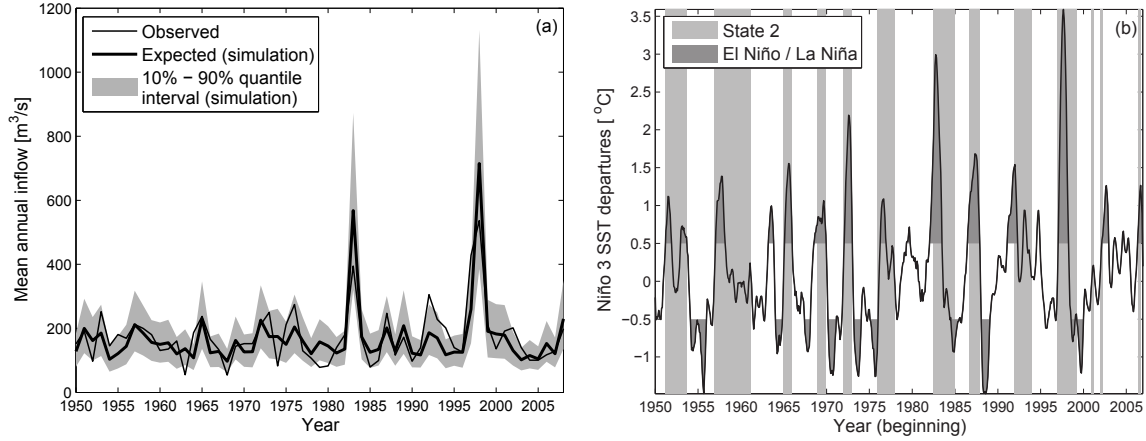 (a)
Observed
Expected (simulation)
10% − 90% quantile
interval (simulation)
Mean annual inflow [m³/s]
1200
1000
800
600
400
200
0
1950 1955 1960 1965 1970 1975 1980 1985 1990 1995 2000 2005
Year
(b)
State 2
El Niño / La Niña
Niño 3 SST departures [ °C]
3.5
3
2.5
2
1.5
1
0.5
0
−0.5
−1
1950 1955 1960 1965 1970 1975 1980 1985 1990 1995 2000 2005
Year (beginning)